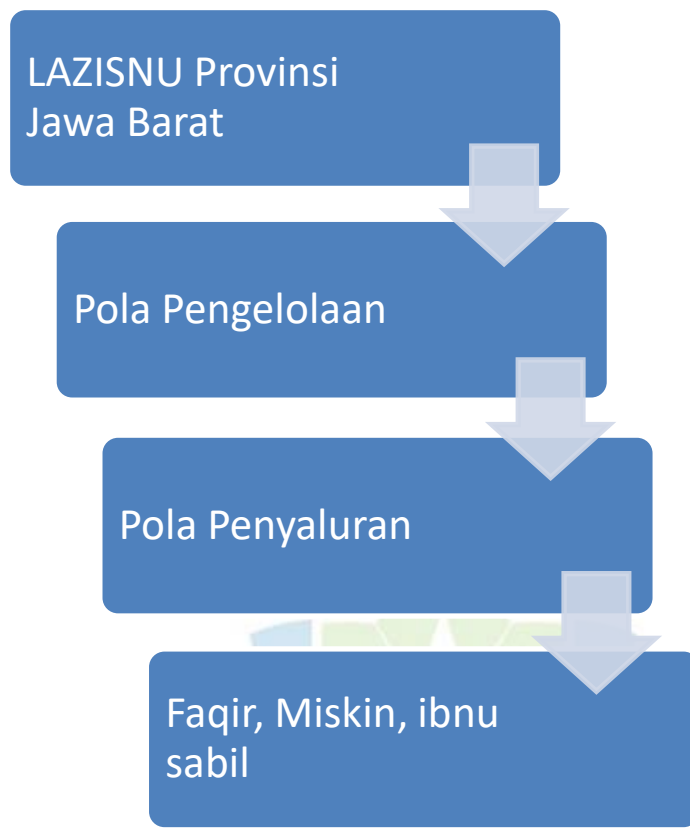 LAZISNU Provinsi
Jawa Barat
Pola Pengelolaan
Pola Penyaluran
Faqir, Miskin, ibnu
sabil